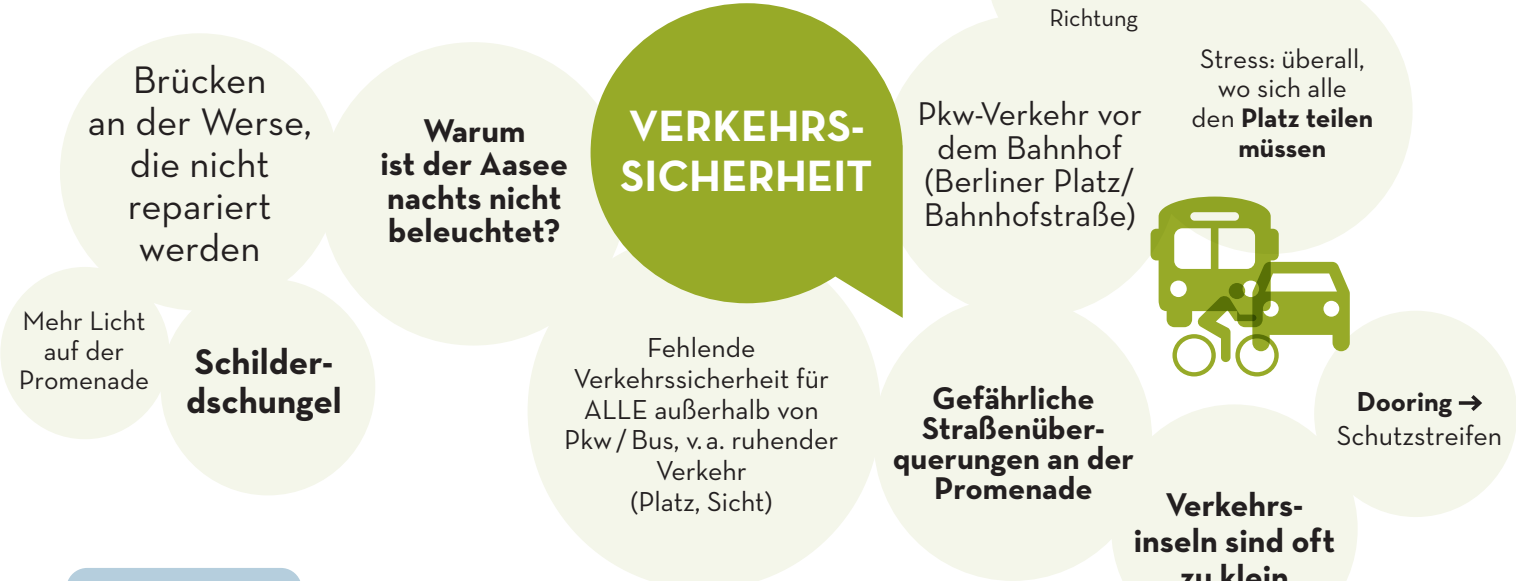 Richtung
Stress: überall,
wo sich alle
den Platz teilen
müssen
Brücken
an der Werse,
die nicht
repariert
werden
Warum
ist der Aasee
nachts nicht
beleuchtet?
VERKEHRS-
SICHERHEIT
Pkw-Verkehr vor
dem Bahnhof
(Berliner Platz/
Bahnhofstraße)
Mehr Licht
auf der
Promenade
Schilder-
dschungel
Fehlende
Verkehrssicherheit für
ALLE außerhalb von
Pkw / Bus, v. a. ruhender
Verkehr
(Platz, Sicht)
Gefährliche
Straßenüber-
querungen an der
Promenade
Dooring →
Schutzstreifen
Verkehrs-
inseln sind oft
zu klein